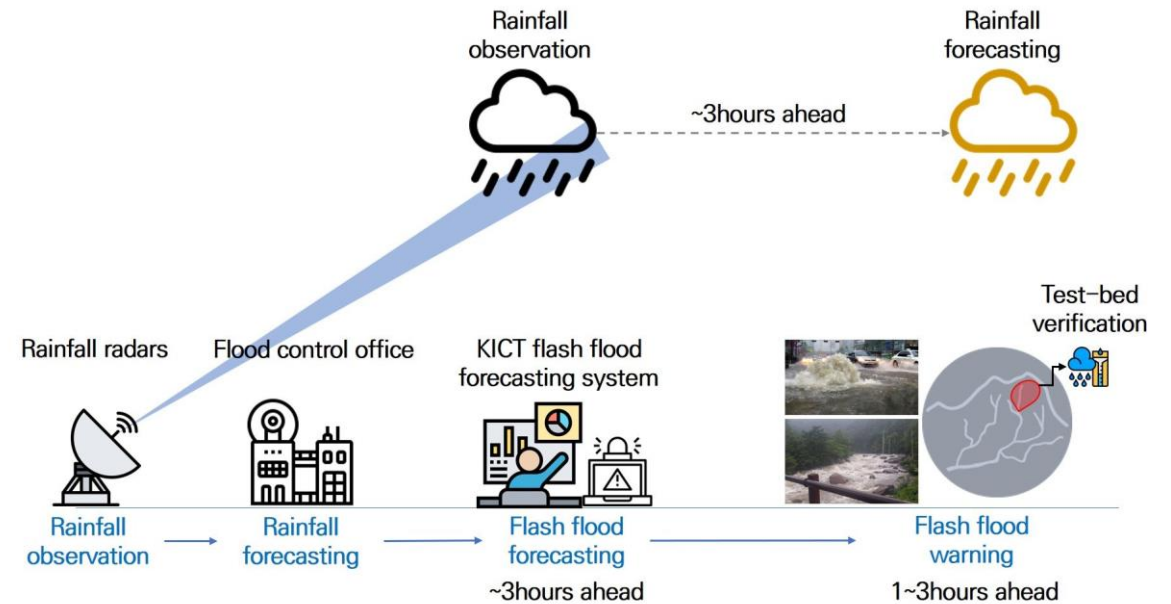 Rainfall
observation
Rainfall
forecasting
~3hours ahead
Test-bed
verification
Rainfall radars
Flood control office
KICT flash flood
forecasting system
Rainfall
observation
Rainfall
forecasting
Flash flood
forecasting
~3hours ahead
Flash flood
warning
1~3hours ahead